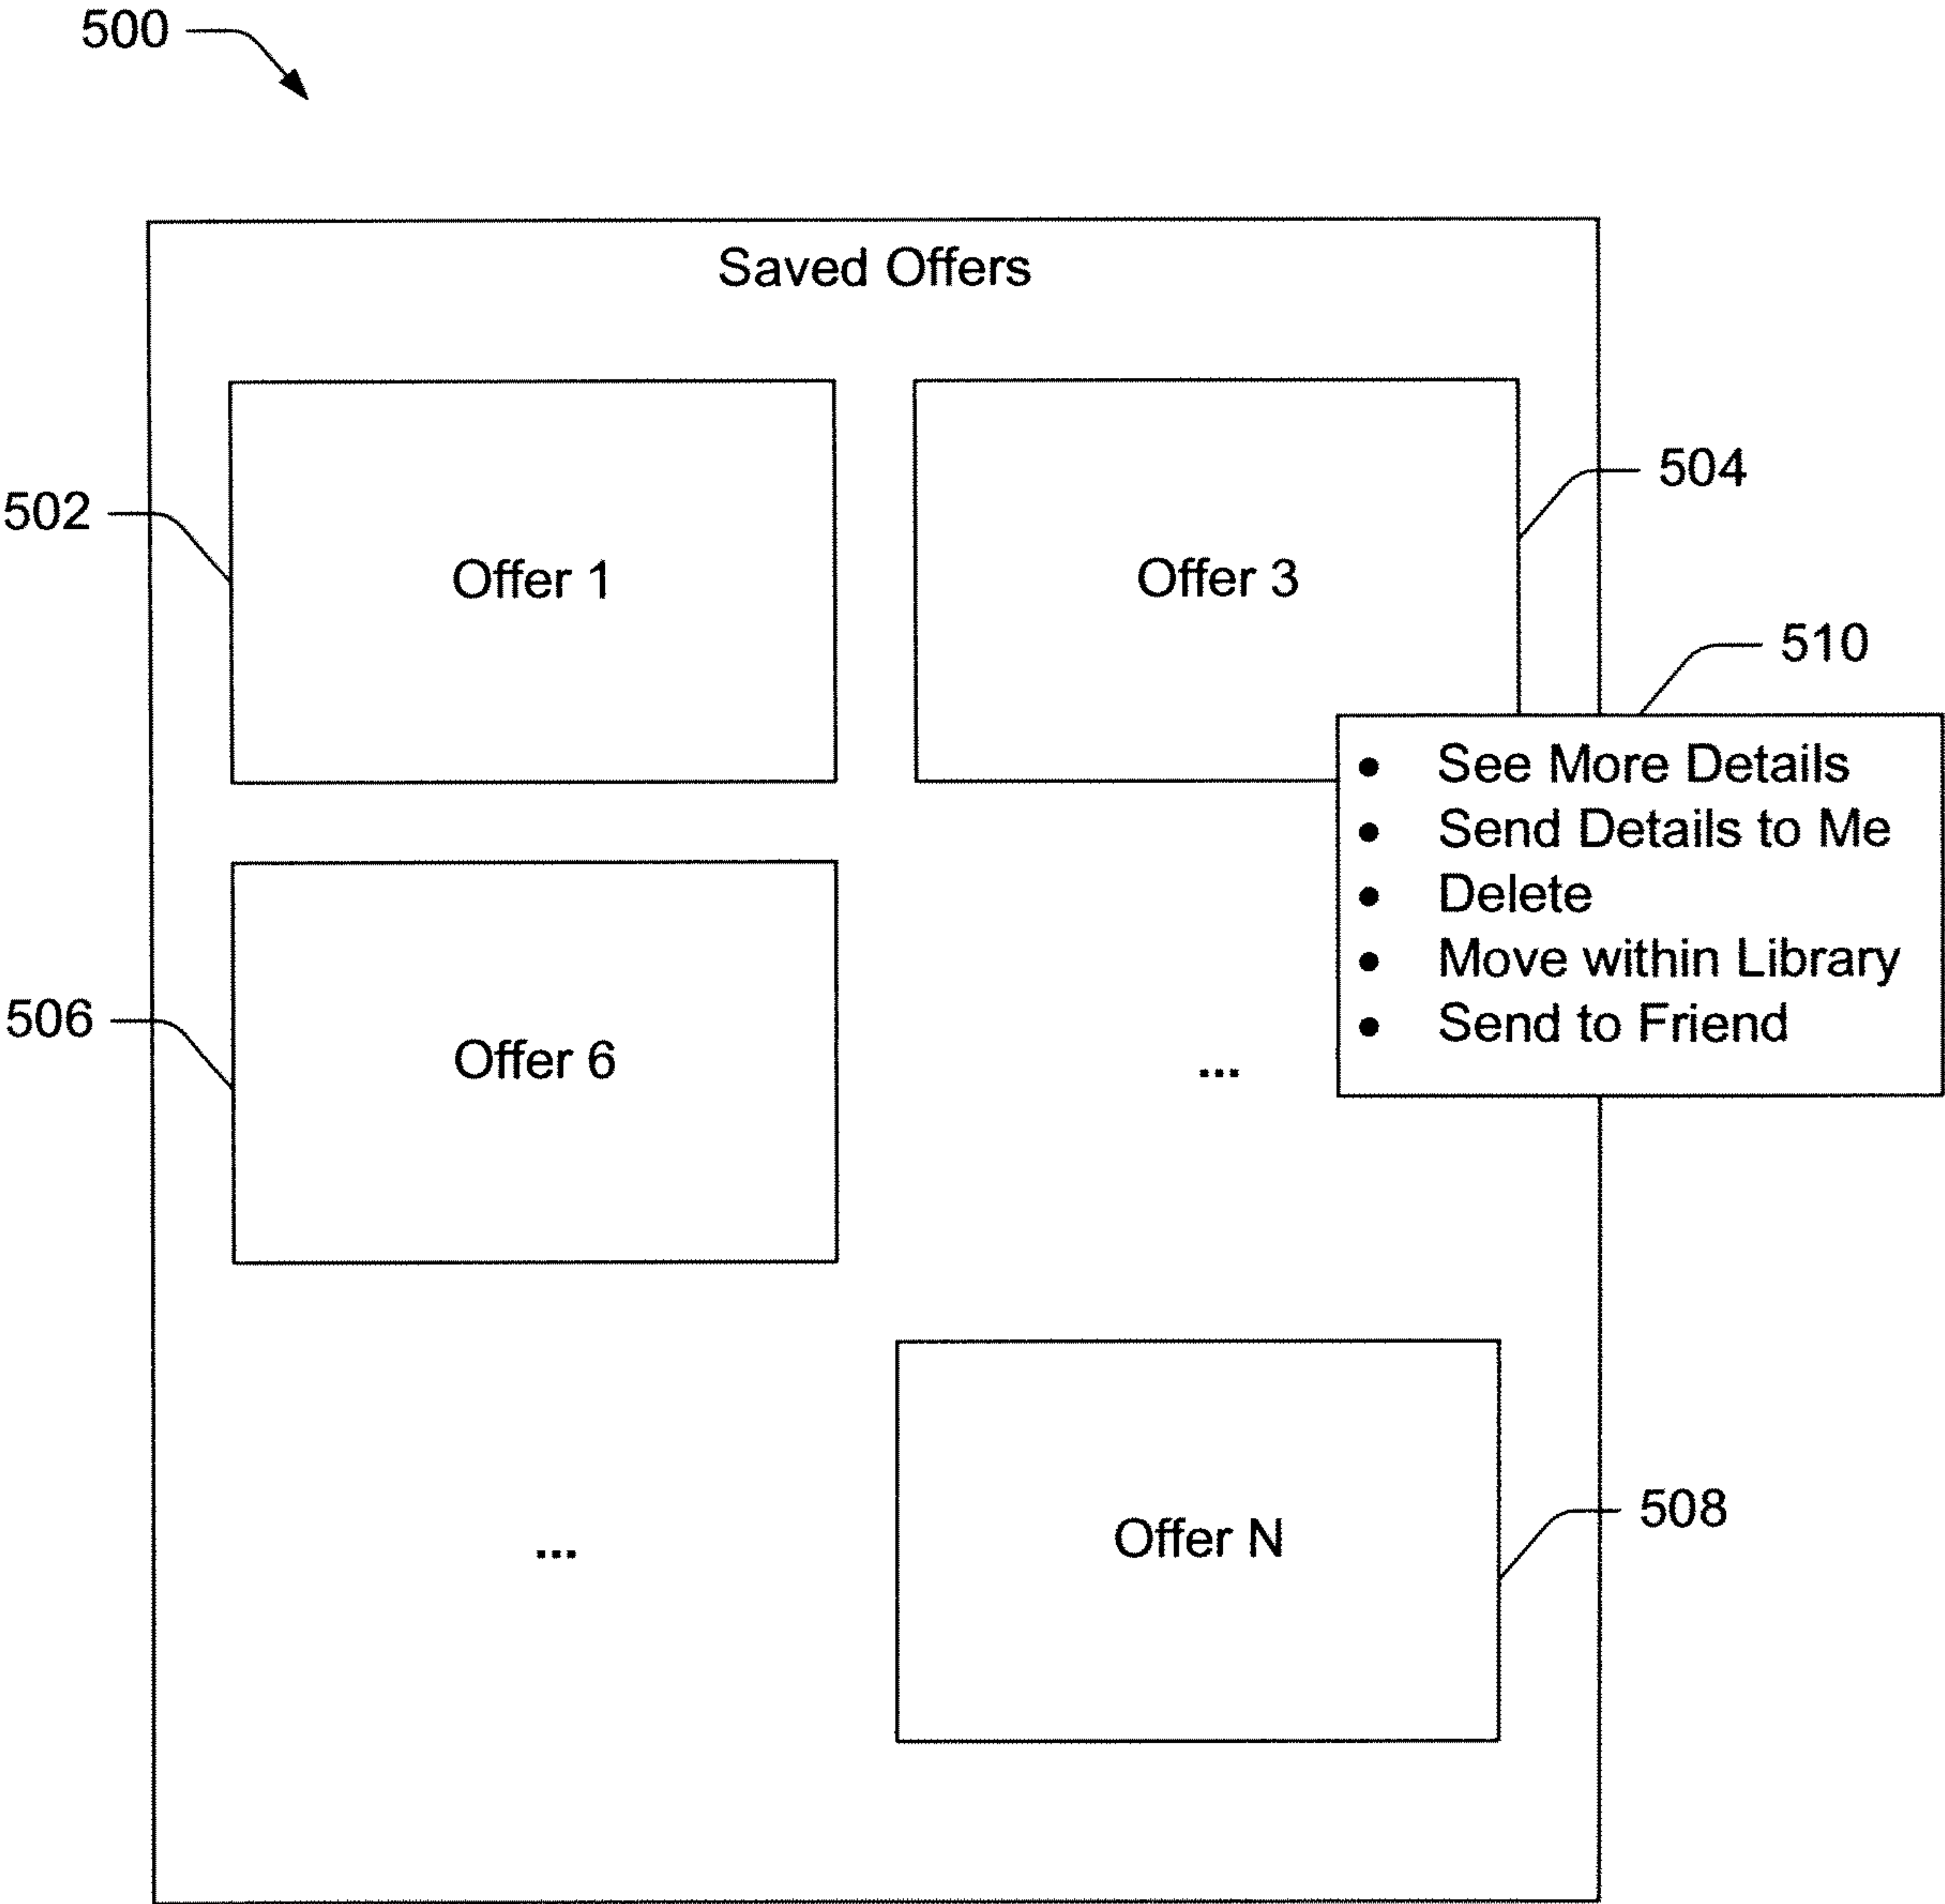 500
Saved Offers
502
Offer 1
Offer 3
504
510
• See More Details
• Send Details to Me
• Delete
• Move within Library
• Send to Friend
506
Offer 6
...
...
Offer N
508